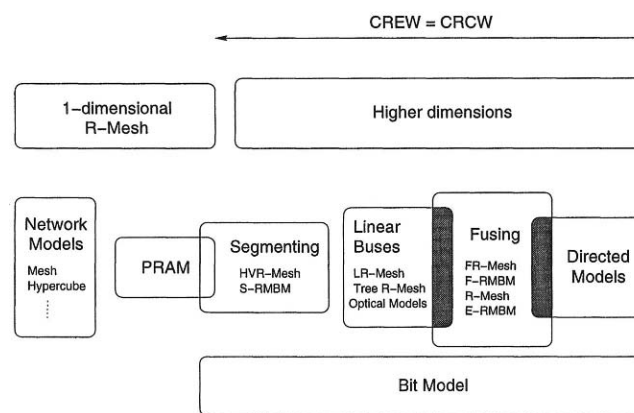 CREW = CRCW
1-dimensional
R-Mesh
Higher dimensions
Network
Models
Mesh
Hypercube
PRAM
Segmenting
HVR-Mesh
S-RMBM
Linear
Buses
LR-Mesh
Tree R-Mesh
Optical Models
Fusing
FR-Mesh
F-RMBM
R-Mesh
E-RMBM
Directed
Models
Bit Model